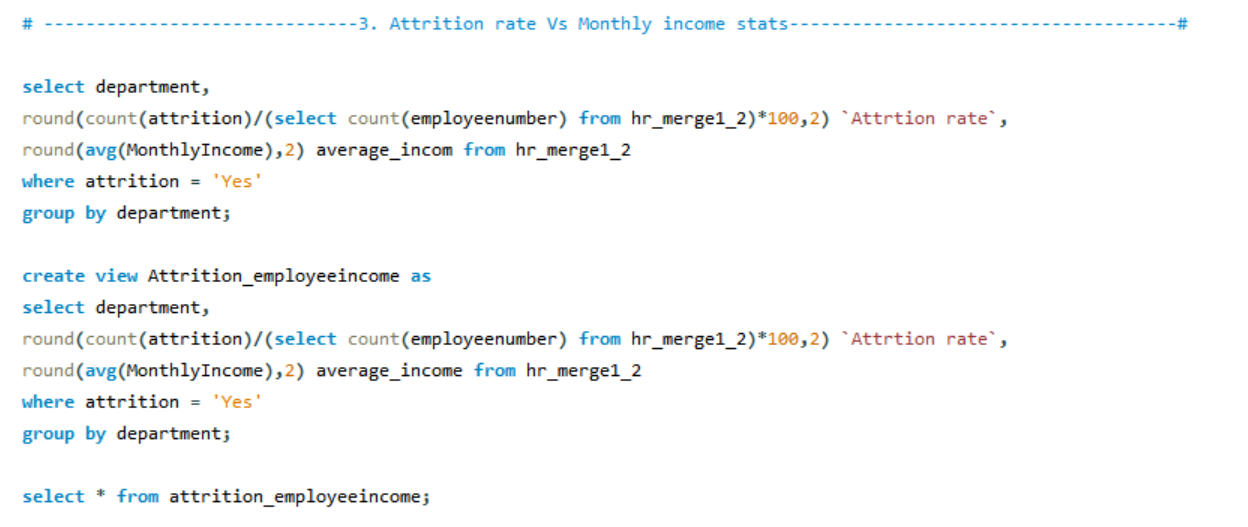 # ------------------------------3. Attrition rate Vs Monthly income stats-------------------------------------#
select department,
round(count(attrition)/(select count(employeenumber) from hr_merge1_2)*100,2) `Attrtion rate`,
round(avg(MonthlyIncome),2) average_incom from hr_merge1_2
where attrition = 'Yes'
group by department;
create view Attrition_employeeincome as
select department,
round(count(attrition)/(select count(employeenumber) from hr_merge1_2)*100,2) `Attrtion rate`,
round(avg(MonthlyIncome),2) average_income from hr_merge1_2
where attrition = 'Yes'
group by department;
select * from attrition_employeeincome;